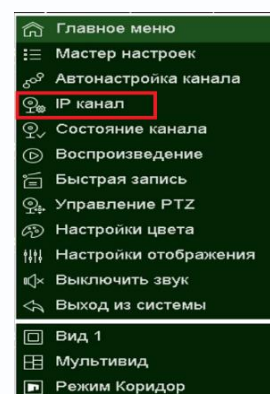 Главное меню
Мастер настроек
Автонастройка канала
IP канал
Состояние канала
Воспроизведение
Быстрая запись
Управление PTZ
Настройки цвета
Настройки отображения
Выключить звук
Выход из системы
Вид 1
Мультивид
Режим Коридор